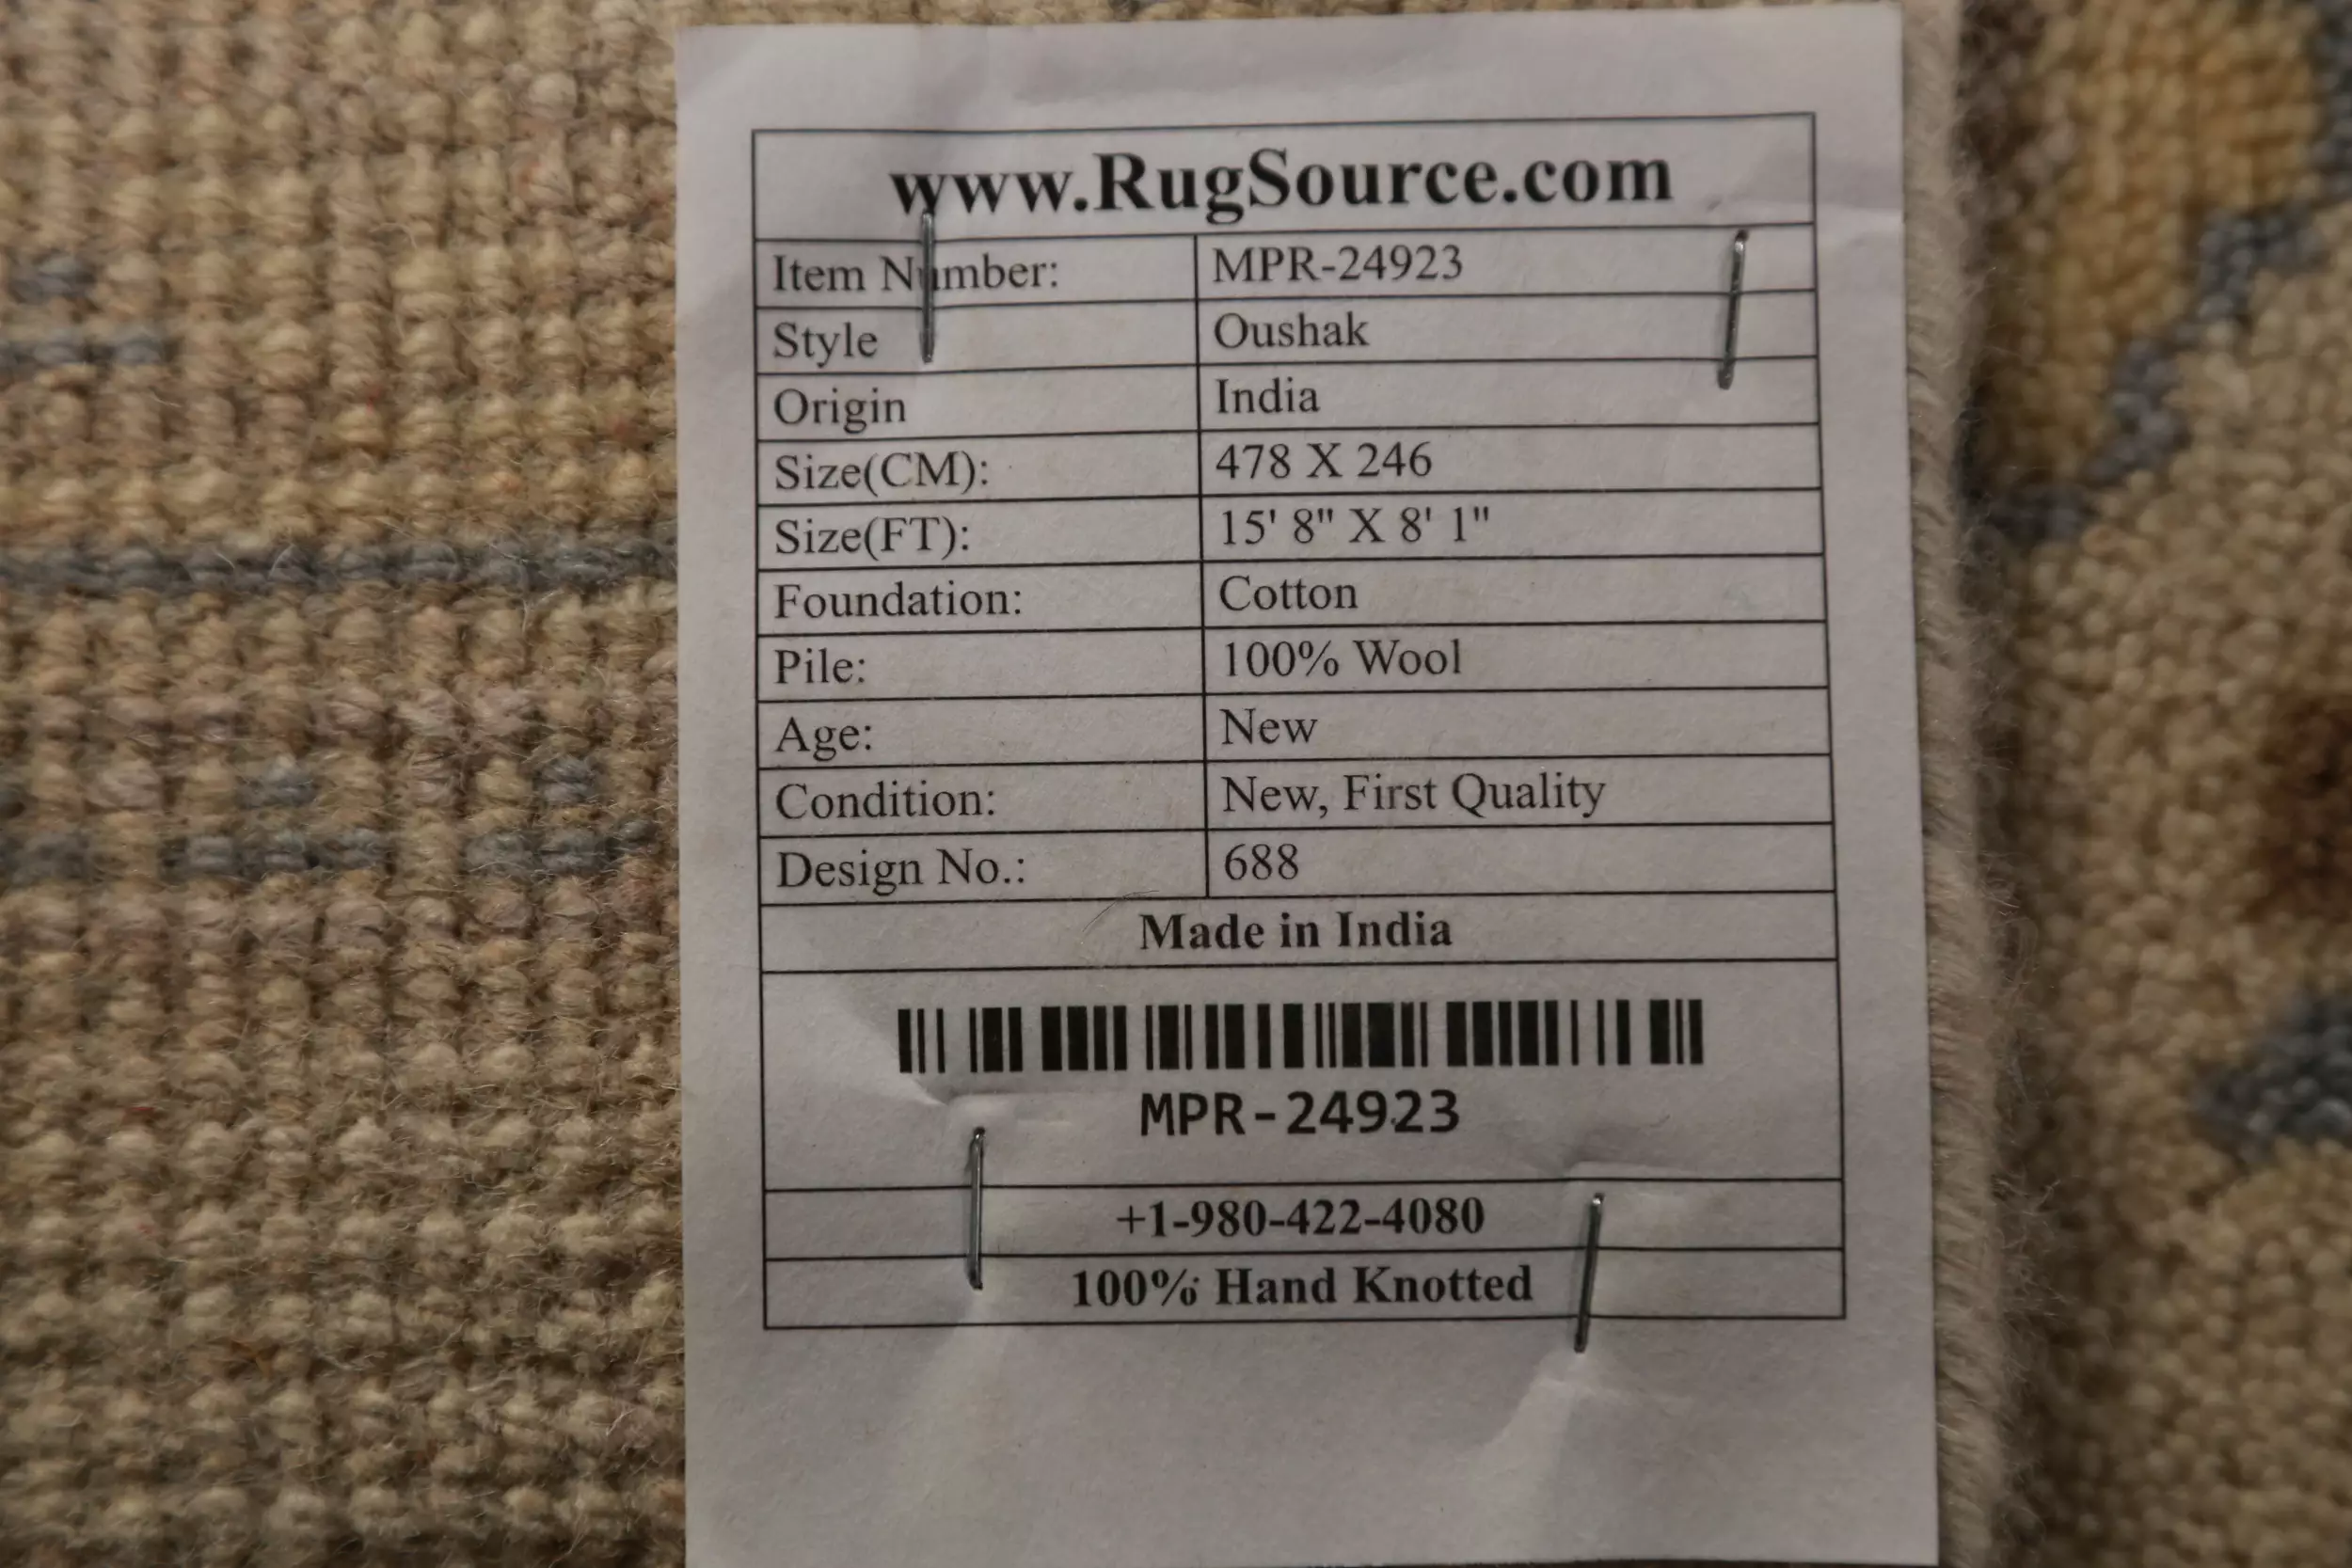 www.RugSource.com
Item Number: MPR-24923
Style Oushak
Origin India
Size(CM): 478 X 246
Size(FT): 15' 8" X 8' 1"
Foundation: Cotton
Pile: 100% Wool
Age: New
Condition: New, First Quality
Design No.: 688
Made in India
MPR-24923
+1-980-422-4080
100% Hand Knotted